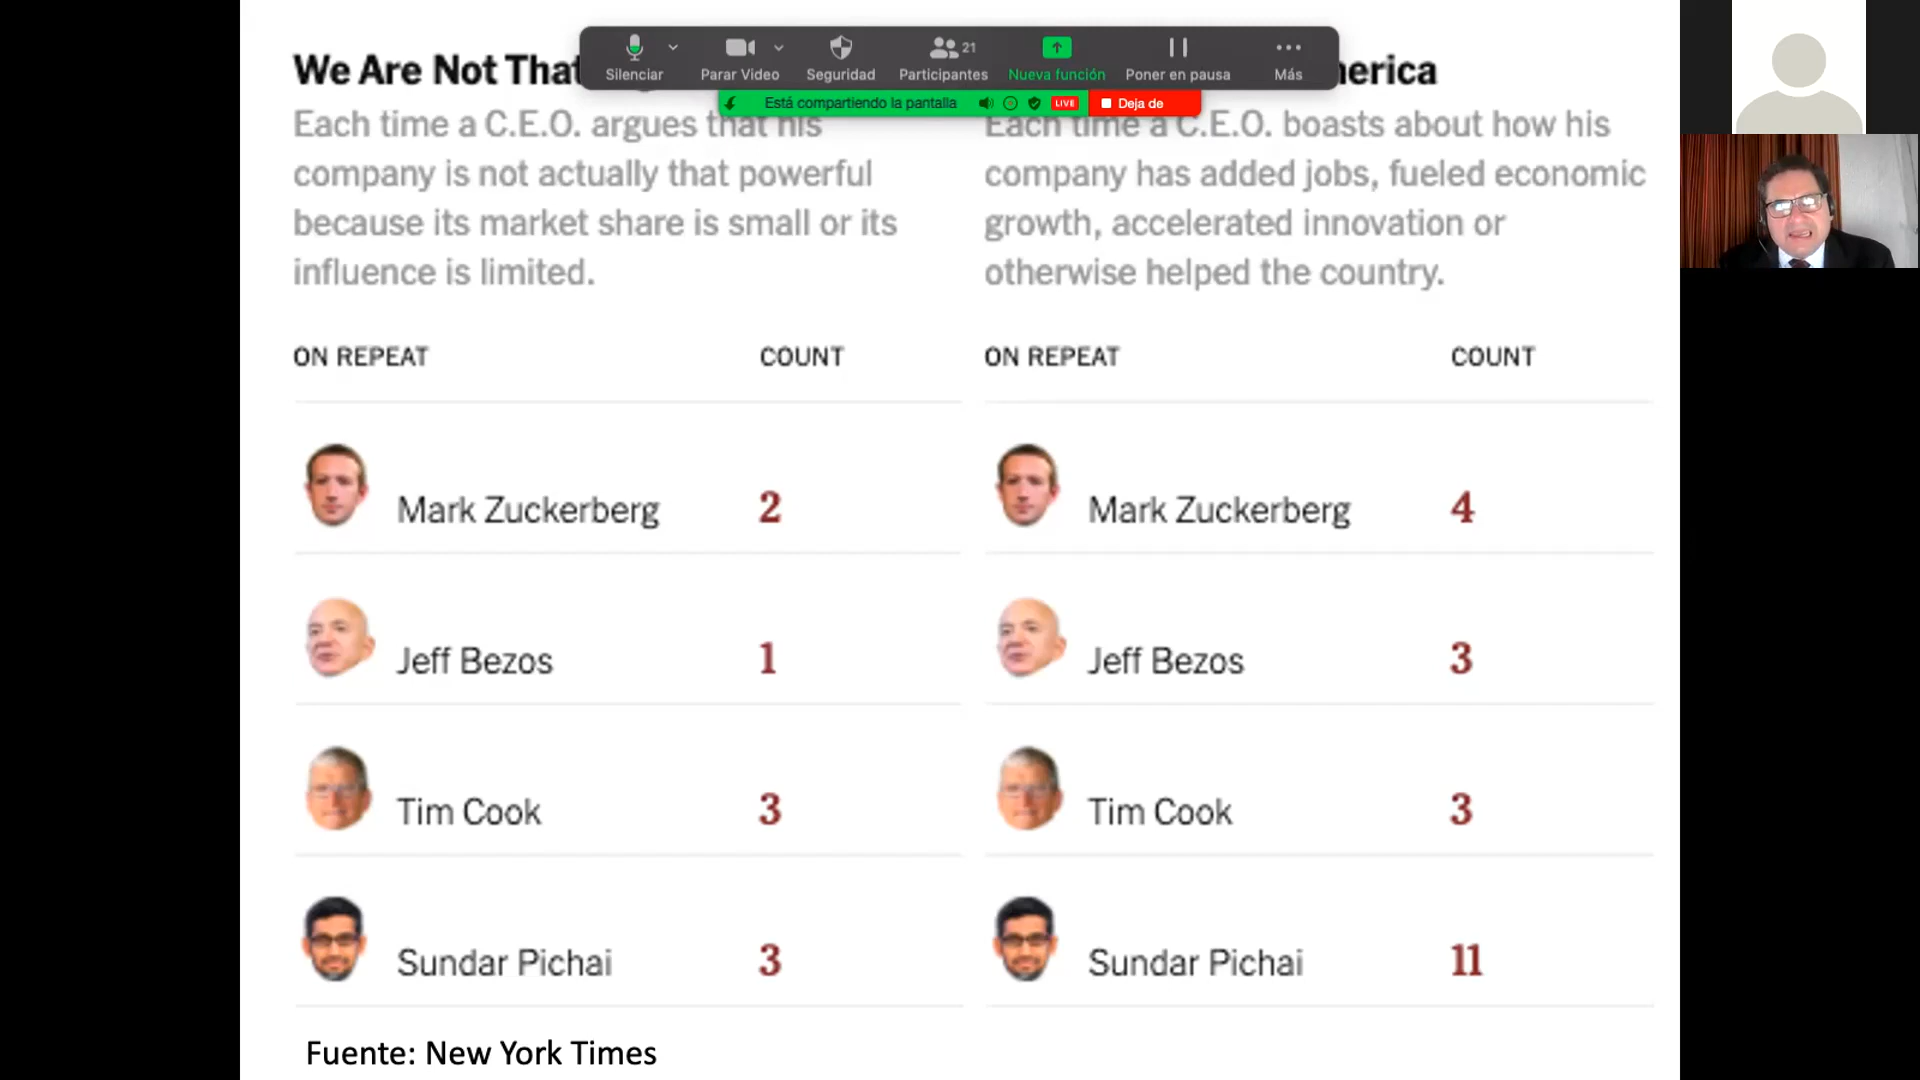 Silenciar
Parar Video
Seguridad
21
Participantes
Nueva función
Poner en pausa
Más
Está compartiendo la pantalla
LIVE
Deja de
We Are Not That
Each time a C.E.O. argues that his
company is not actually that powerful
because its market share is small or its
influence is limited.
ON REPEAT COUNT
Mark Zuckerberg 2
Jeff Bezos 1
Tim Cook 3
Sundar Pichai 3
Each time a C.E.O. boasts about how his
company has added jobs, fueled economic
growth, accelerated innovation or
otherwise helped the country.
ON REPEAT COUNT
Mark Zuckerberg 4
Jeff Bezos 3
Tim Cook 3
Sundar Pichai 11
Fuente: New York Times